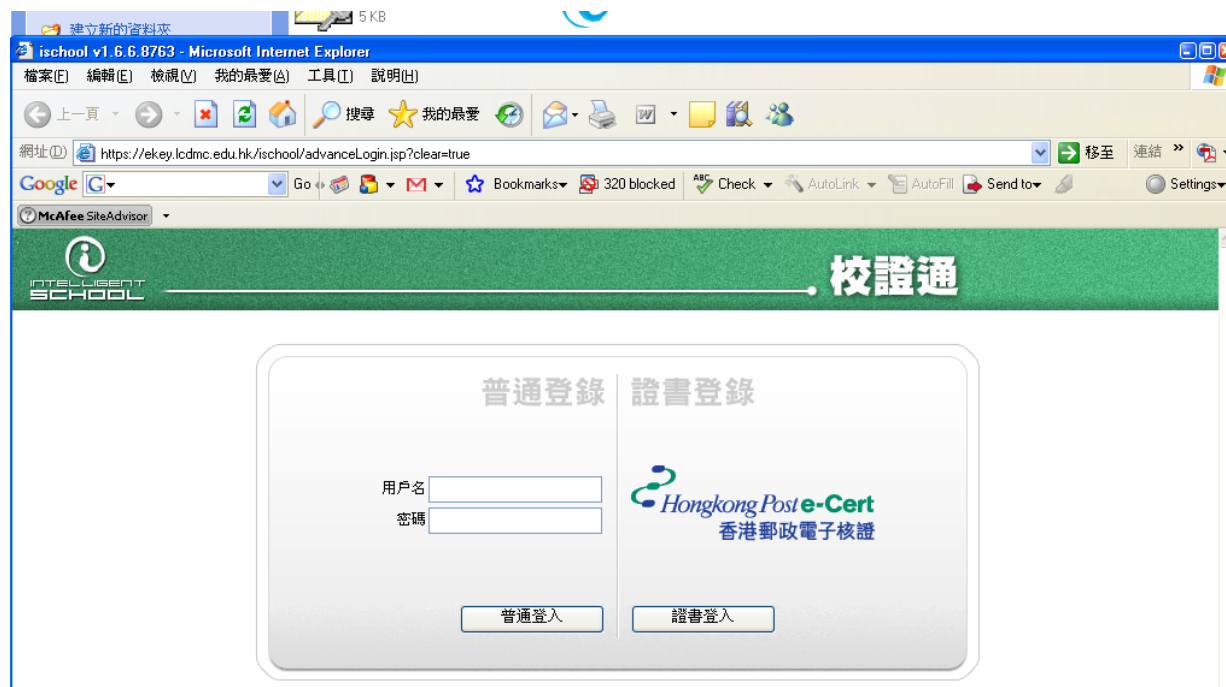 5 KB
建立新的資料夾
ischool v1.6.6.8763 - Microsoft Internet Explorer
檔案(F) 編輯(E) 檢視(V) 我的最愛(A) 工具(T) 說明(H)
上一頁 搜尋 我的最愛
網址(D) https://ekey.lcdmc.edu.hk/ischool/advanceLogin.jsp?clear=true 移至 連結 »
Google G Go Bookmarks 320 blocked ABC Check AutoLink AutoFill Send to Settings
McAfee SiteAdvisor
INTELLIGENT
SCHOOL
校證通
普通登錄 證書登錄
用戶名
密碼
Hongkong Post e-Cert
香港郵政電子核證
普通登入 證書登入